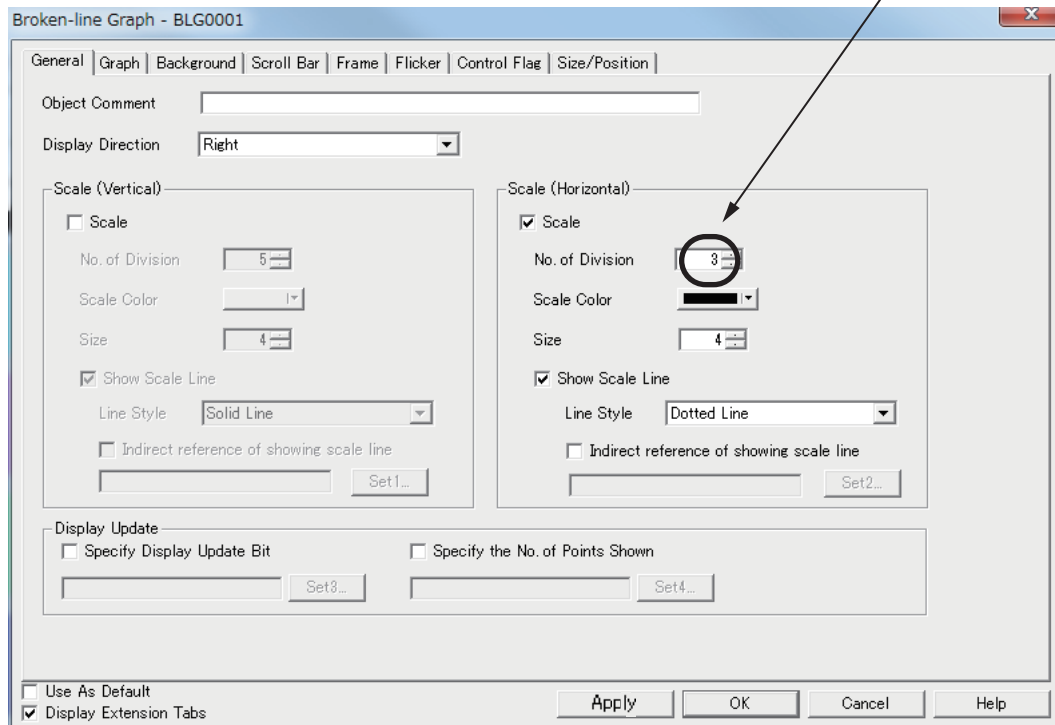 Broken-line Graph - BLG0001
General Graph Background Scroll Bar Frame Flicker Control Flag Size/Position
Object Comment
Display Direction Right
Scale (Vertical)
Scale
No. of Division 5
Scale Color
Size 4
Show Scale Line
Line Style Solid Line
Indirect reference of showing scale line
Set1...
Scale (Horizontal)
Scale
No. of Division 3
Scale Color
Size 4
Show Scale Line
Line Style Dotted Line
Indirect reference of showing scale line
Set2...
Display Update
Specify Display Update Bit Specify the No. of Points Shown
Set3... Set4...
Use As Default
Display Extension Tabs
Apply OK Cancel Help